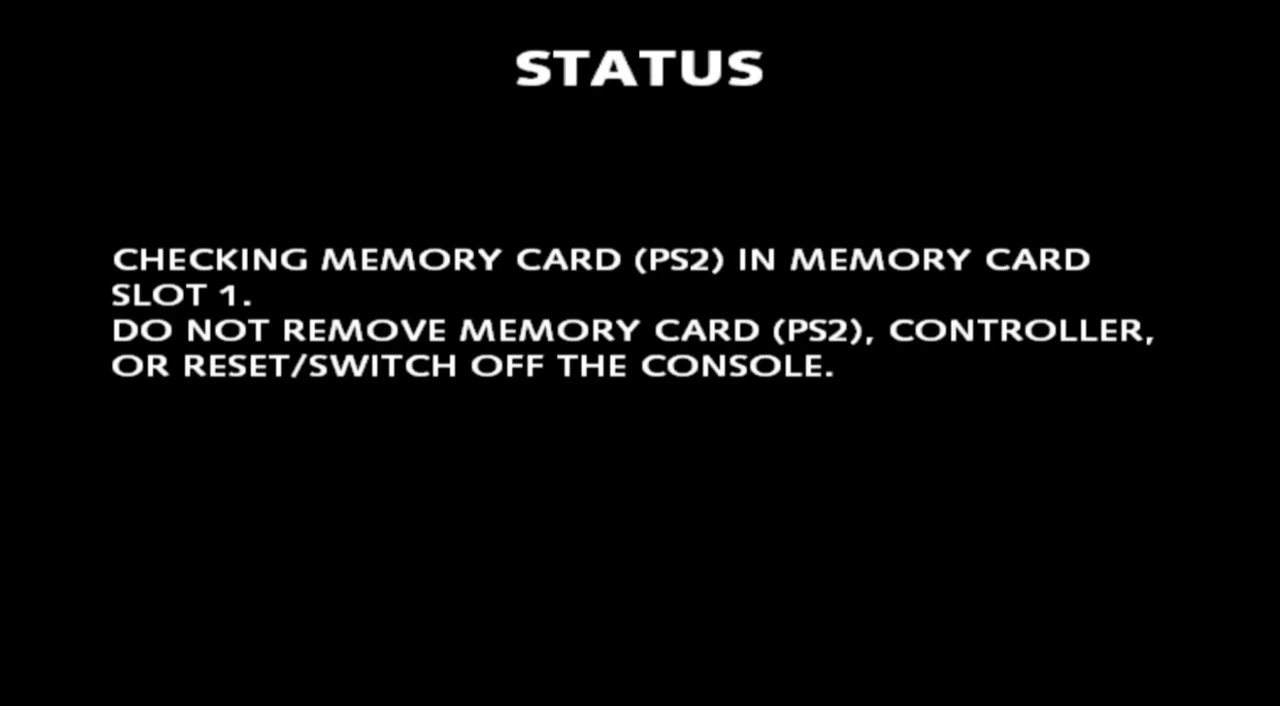 STATUS
CHECKING MEMORY CARD (PS2) IN MEMORY CARD
SLOT 1.
DO NOT REMOVE MEMORY CARD (PS2), CONTROLLER,
OR RESET/SWITCH OFF THE CONSOLE.